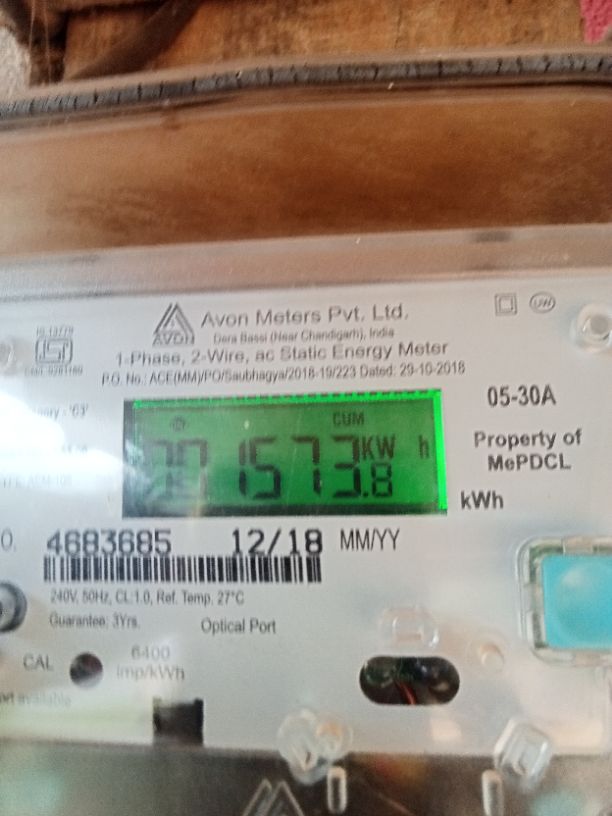 Avon Meters Pvt. Ltd.
AVON
Dera Bassi (Near Chandigarh), India
1-Phase, 2-Wire, ac Static Energy Meter
P.O. No.: ACE(MM)/PO/Saubhagya/2018-19/223 Dated: 29-10-2018
05-30A
CUM
1573.8 KW h
Property of
MePDCL
kWh
4683685 12/18 MM/YY
240V, 50Hz, CL:1.0, Ref. Temp. 27°C
Guarantee: 3Yrs. Optical Port
CAL 6400
imp/kWh